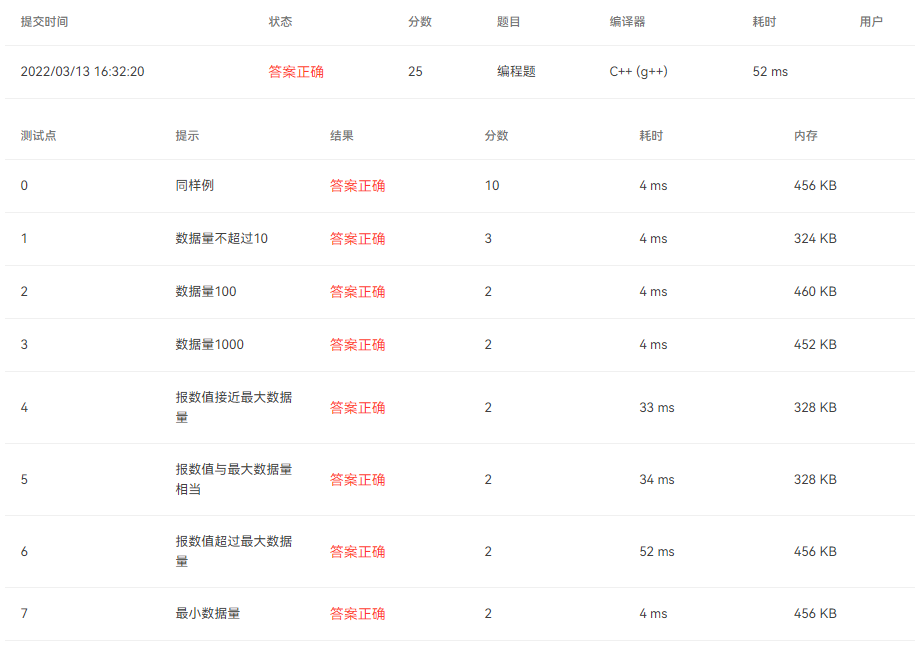 提交时间 状态 分数 题目 编译器 耗时 用户
2022/03/13 16:32:20 答案正确 25 编程题 C++ (g++) 52 ms
测试点 提示 结果 分数 耗时 内存
0 同样例 答案正确 10 4 ms 456 KB
1 数据量不超过10 答案正确 3 4 ms 324 KB
2 数据量100 答案正确 2 4 ms 460 KB
3 数据量1000 答案正确 2 4 ms 452 KB
4 报数值接近最大数据
量 答案正确 2 33 ms 328 KB
5 报数值与最大数据量
相当 答案正确 2 34 ms 328 KB
6 报数值超过最大数据
量 答案正确 2 52 ms 456 KB
7 最小数据量 答案正确 2 4 ms 456 KB